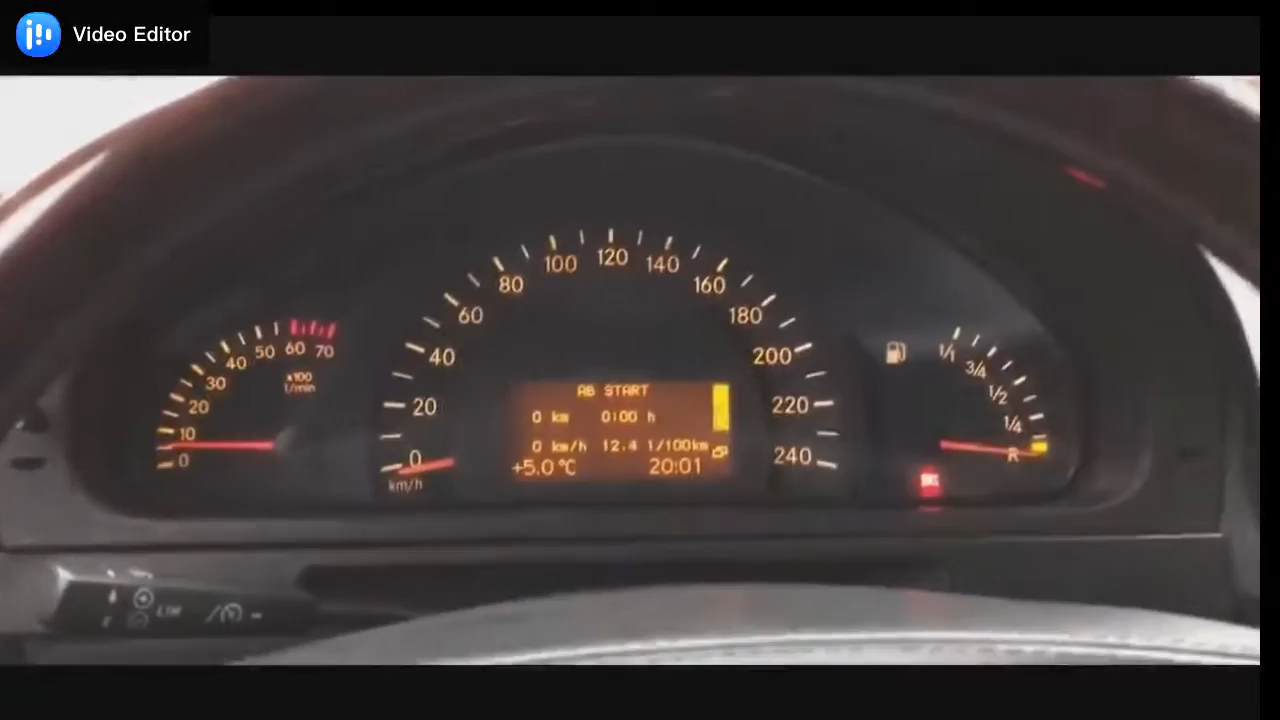 Video Editor
0
10
20
30
40
50
60
70
x100
1/min
0
20
40
60
80
100
120
140
160
180
200
220
240
km/h
AB START
0 km 0:00 h
0 km/h 12.4 l/100km
+5.0 °C 20:01
1/1
3/4
1/2
1/4
R
LIM